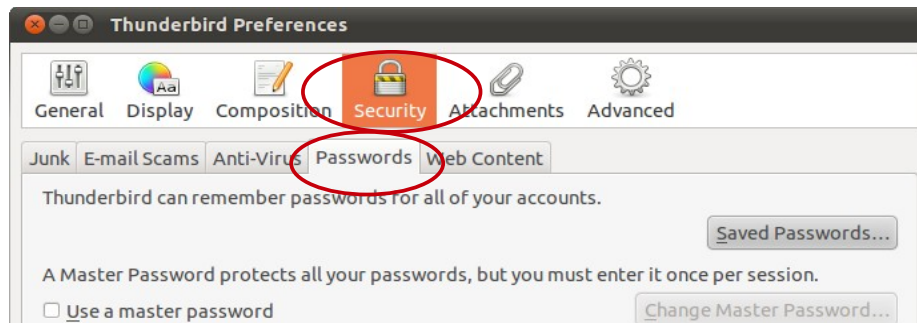 Thunderbird Preferences
Aa
General Display Composition Security Attachments Advanced
Junk E-mail Scams Anti-Virus Passwords Web Content
Thunderbird can remember passwords for all of your accounts.
Saved Passwords...
A Master Password protects all your passwords, but you must enter it once per session.
Use a master password Change Master Password...